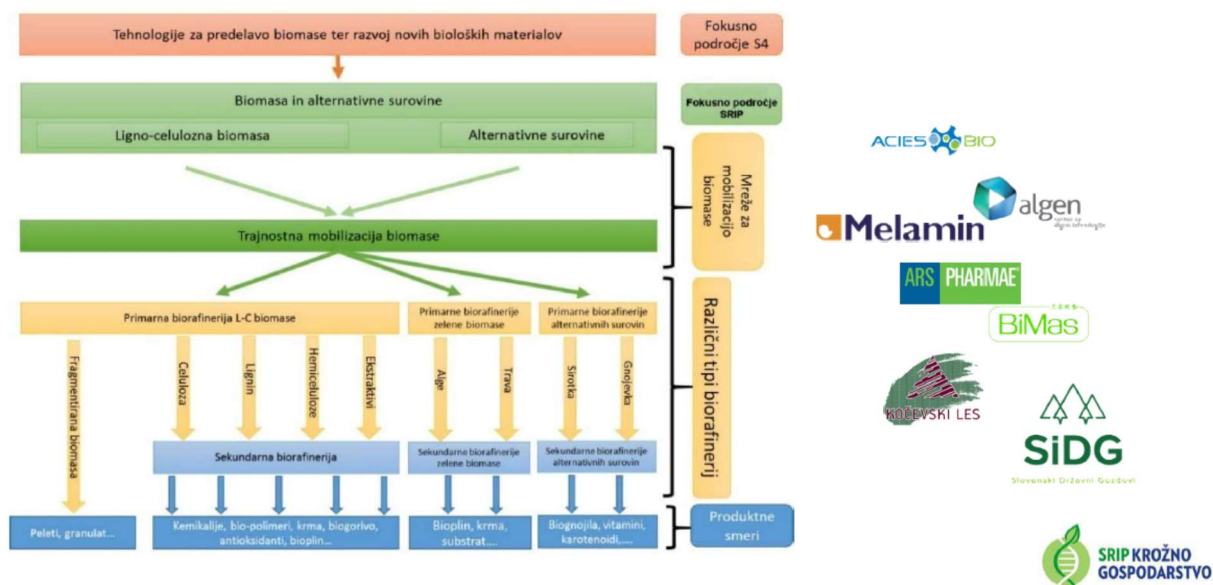 Tehnologije za predelavo biomase ter razvoj novih bioloških materialov
Fokusno
področje S4
Biomasa in alternativne surovine
Fokusno področje
SRIP
Ligno-celulozna biomasa
Alternativne surovine
Mreže za
mobilizacijo
biomase
Trajnostna mobilizacija biomase
Primarna biorafinerija L-C biomase
Primarne biorafinerije
zelene biomase
Primarne biorafinerije
alternativnih surovin
Različni tipi biorafinerij
Fragmentirana biomasa
Celuloza
Lignin
Hemiceluloze
Ekstraktivi
Alge
Trava
Sirotka
Gnojevka
Sekundarna biorafinerija
Sekundarne biorafinerije
zelene biomase
Sekundarne biorafinerije
alternativnih surovin
Peleti, granulat...
Kemikalije, bio-polimeri, krma, biogorivo,
antioksidanti, bioplin...
Bioplin, krma,
substrat....
Biognojila, vitamini,
karotenoidi,....
Produktne
smeri
ACIES BIO
algen
center za
algne tehnologije
Melamin
ARS PHARMAE
BiMas
KOČEVSKI LES
SiDG
Slovenski Državni Gozdovi
SRIP KROŽNO
GOSPODARSTVO